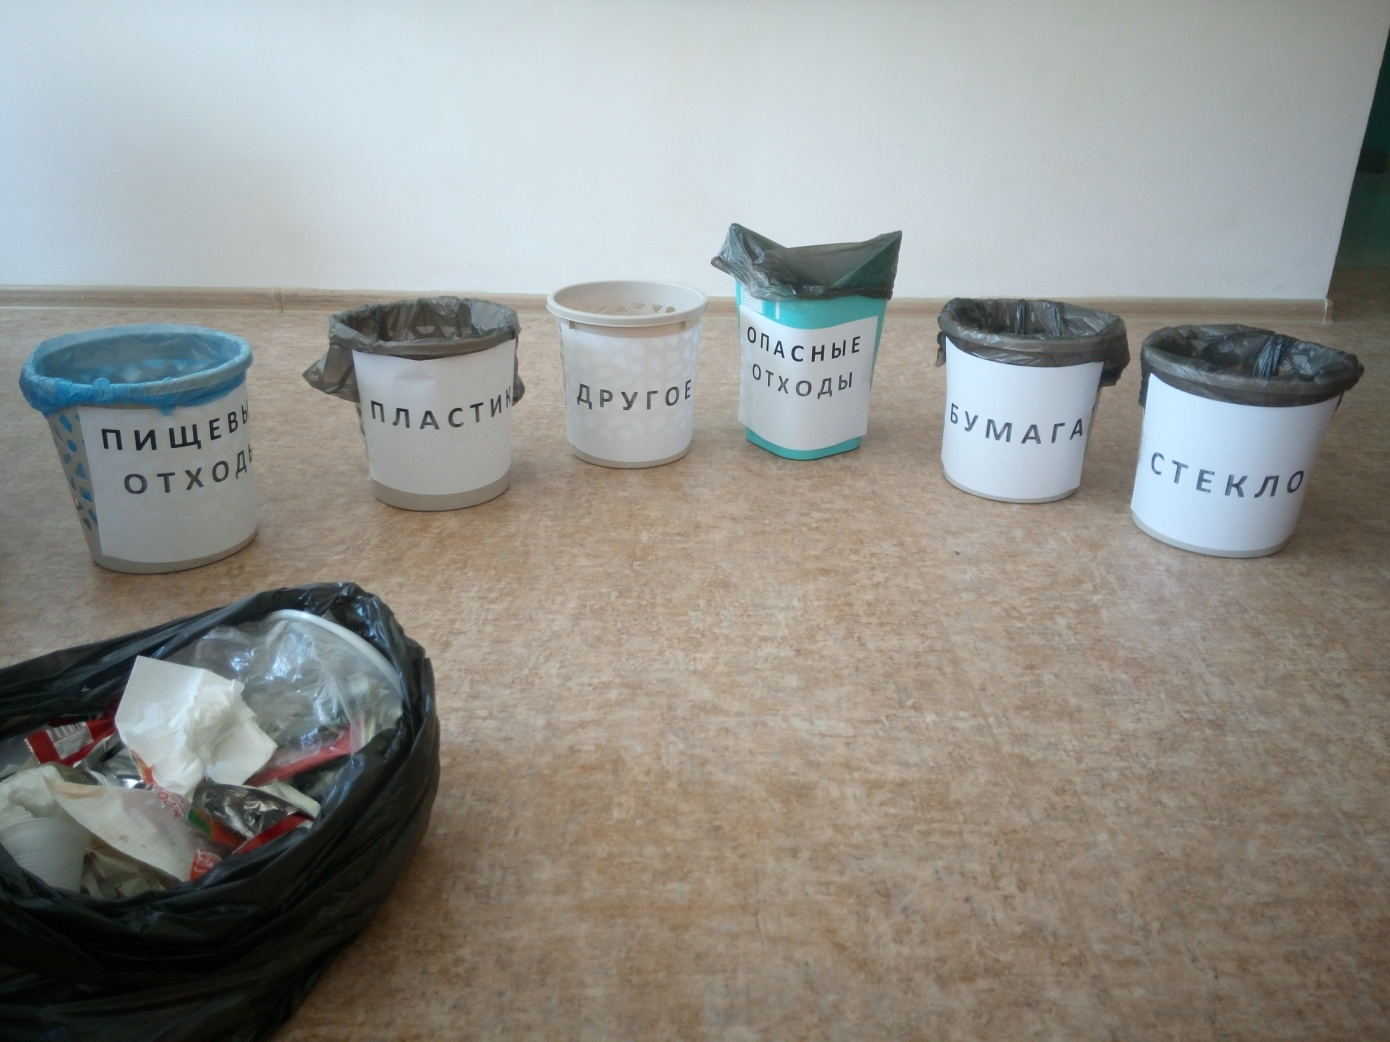 ПИЩЕВЫ
ОТХОДЫ
ПЛАСТИК
ДРУГОЕ
ОПАСНЫЕ
ОТХОДЫ
БУМАГА
СТЕКЛО